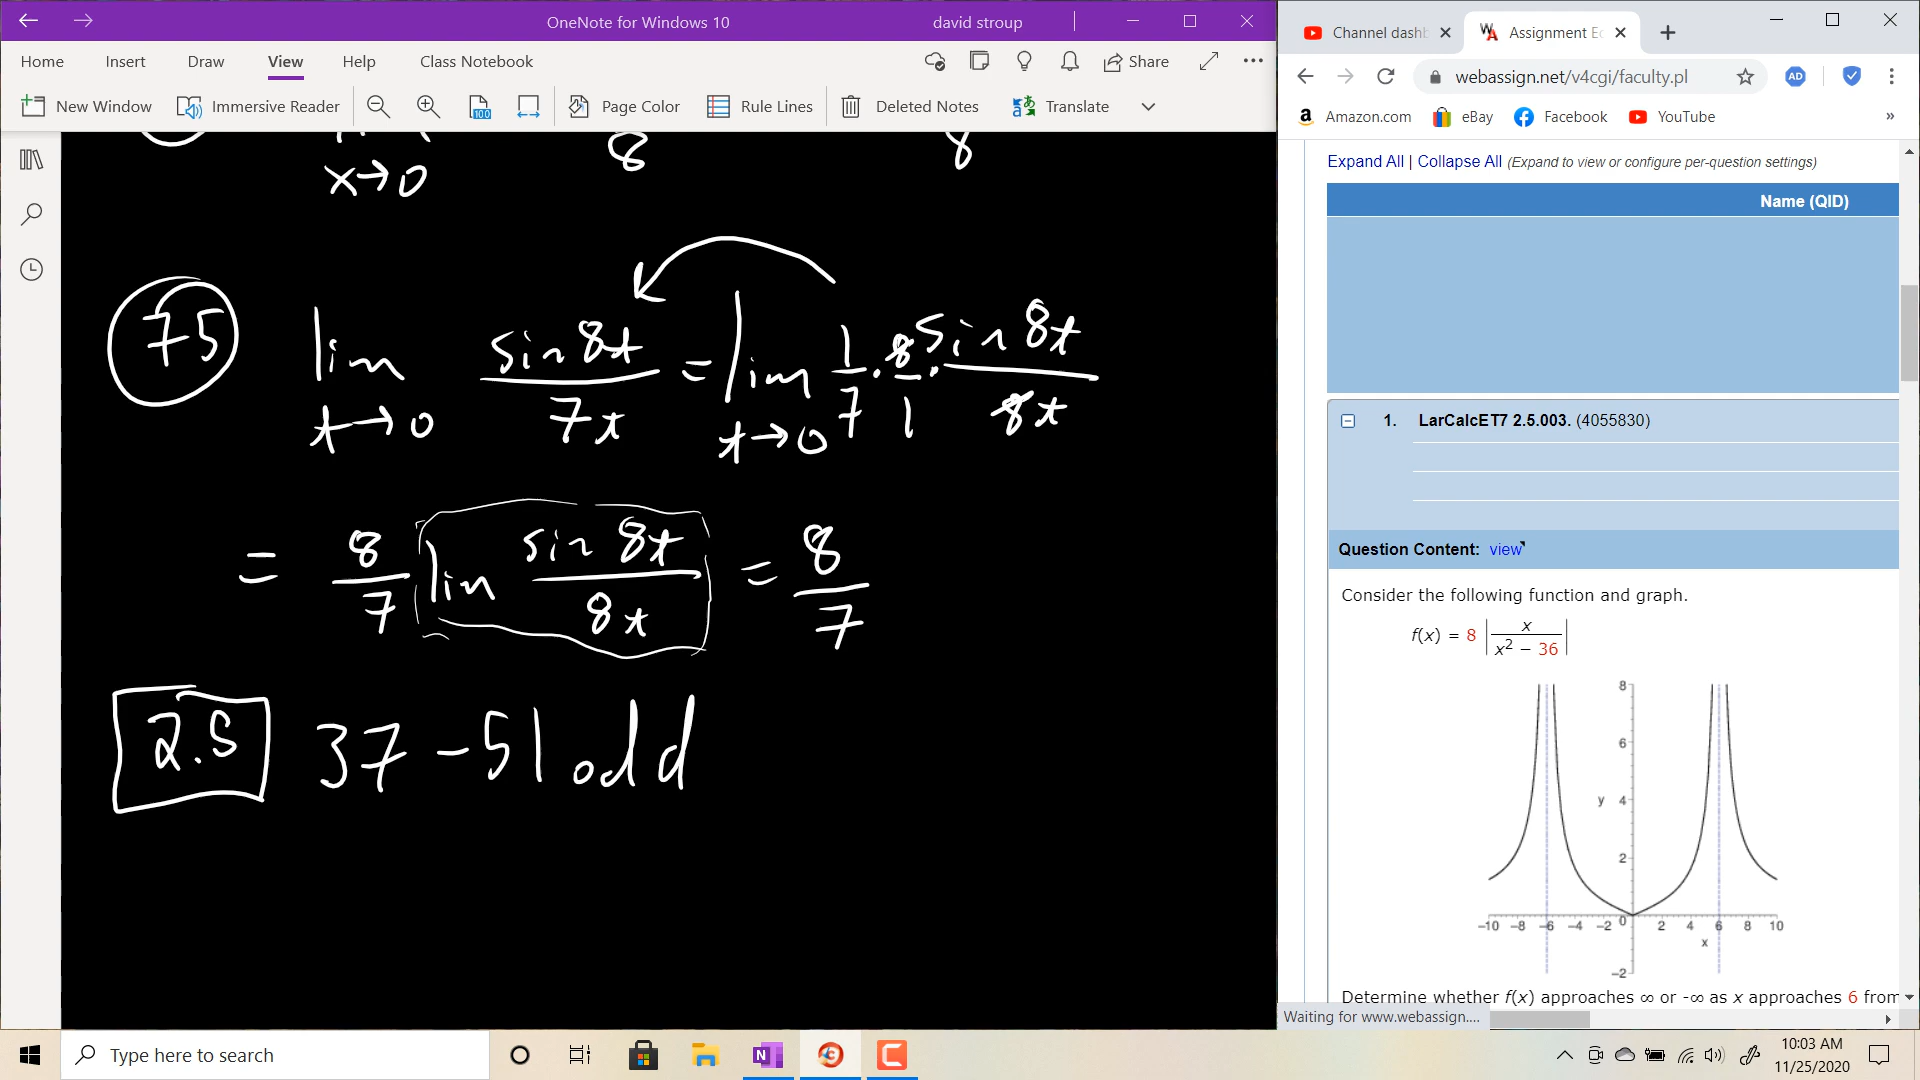 OneNote for Windows 10
david stroup
Home Insert Draw View Help Class Notebook Share
New Window Immersive Reader 100 Page Color Rule Lines Deleted Notes Translate
x→0 8 8
75 lim t→0 sin 8t / 7t = lim t→0 1/7 · 8/1 · sin 8t / 8t
= 8/7 lim sin 8t / 8t = 8/7
2.5 37-51 odd
Type here to search
Channel dashb
Assignment Ed
webassign.net/v4cgi/faculty.pl
AD
Amazon.com eBay Facebook YouTube »
Expand All | Collapse All (Expand to view or configure per-question settings)
Name (QID)
1. LarCalcET7 2.5.003. (4055830)
Question Content: view
Consider the following function and graph.
f(x) = 8 |x / (x² − 36)|
8
6
y 4
2
−10 −8 −6 −4 −2 0 2 4 6 8 10
x
−2
Determine whether f(x) approaches ∞ or -∞ as x approaches 6 from
Waiting for www.webassign....
10:03 AM
11/25/2020